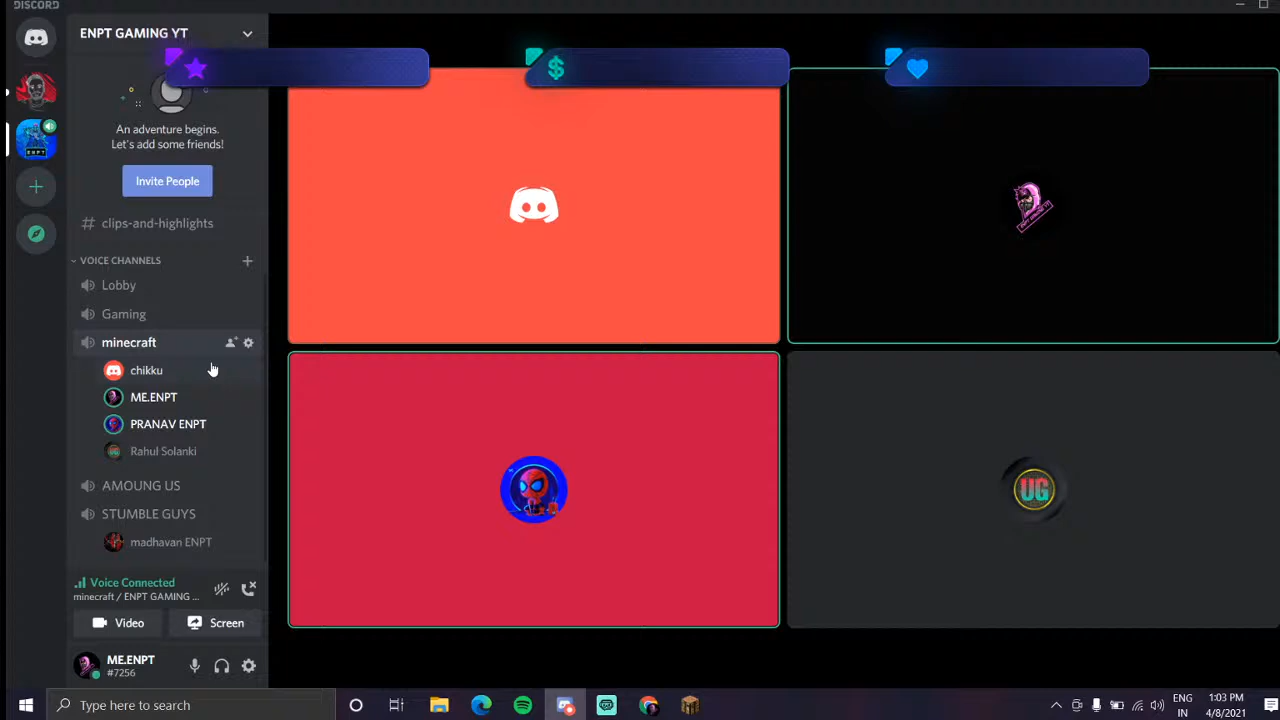 DISCORD
ENPT GAMING YT
An adventure begins.
Let's add some friends!
Invite People
clips-and-highlights
VOICE CHANNELS
Lobby
Gaming
minecraft
chikku
ME.ENPT
PRANAV ENPT
Rahul Solanki
AMOUNG US
STUMBLE GUYS
madhavan ENPT
Voice Connected
minecraft / ENPT GAMING ...
Video
Screen
ME.ENPT
#7256
ENPT
UG
Type here to search
ENG
IN
1:03 PM
4/8/2021